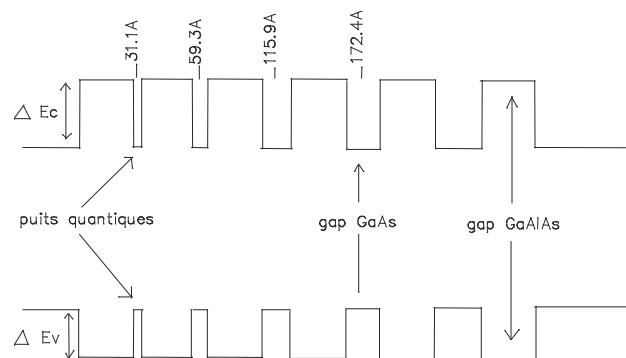 31.1A
59.3A
115.9A
172.4A
△ Ec
puits quantiques
gap GaAs
gap GaAlAs
△ Ev